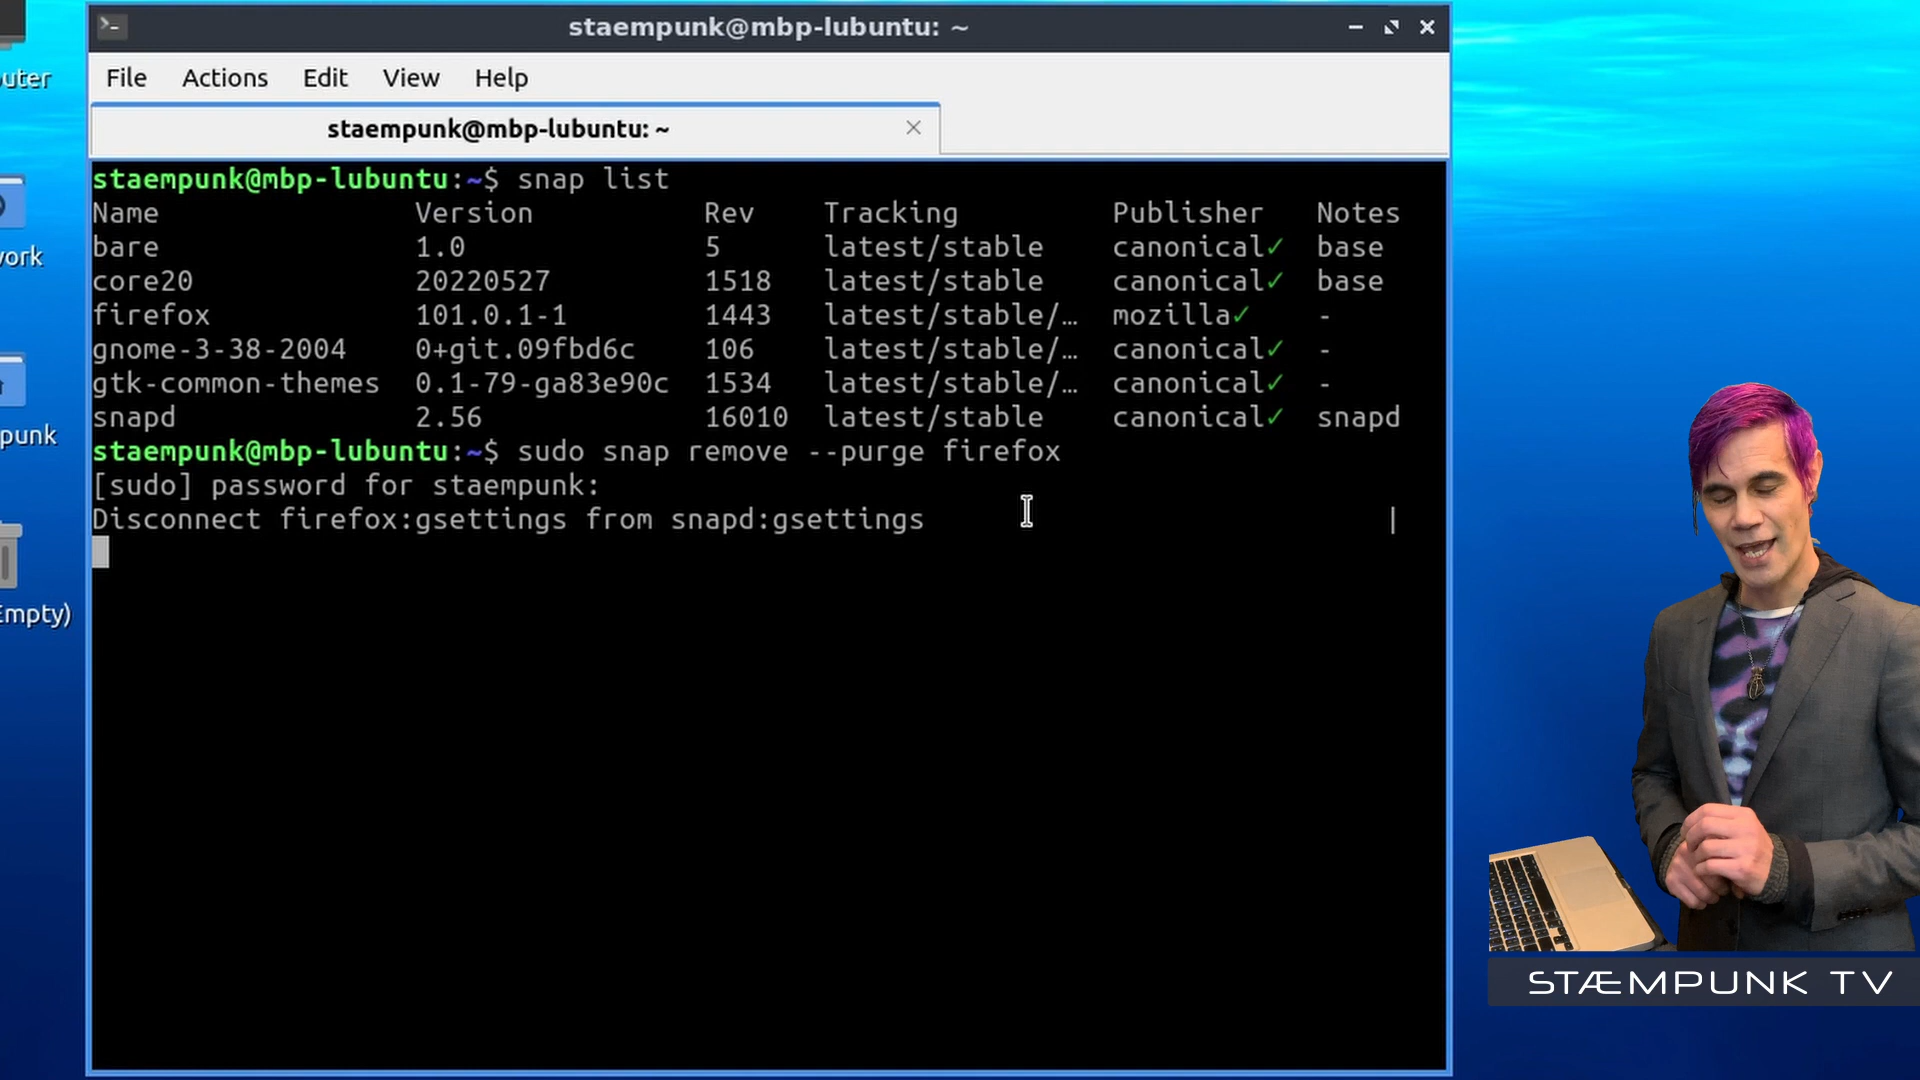 staempunk@mbp-lubuntu: ~
File Actions Edit View Help
staempunk@mbp-lubuntu: ~
staempunk@mbp-lubuntu:~$ snap list
Name Version Rev Tracking Publisher Notes
bare 1.0 5 latest/stable canonical✓ base
core20 20220527 1518 latest/stable canonical✓ base
firefox 101.0.1-1 1443 latest/stable/… mozilla✓ -
gnome-3-38-2004 0+git.09fbd6c 106 latest/stable/… canonical✓ -
gtk-common-themes 0.1-79-ga83e90c 1534 latest/stable/… canonical✓ -
snapd 2.56 16010 latest/stable canonical✓ snapd
staempunk@mbp-lubuntu:~$ sudo snap remove --purge firefox
[sudo] password for staempunk:
Disconnect firefox:gsettings from snapd:gsettings |
uter
work
punk
Empty)
STÆMPUNK TV